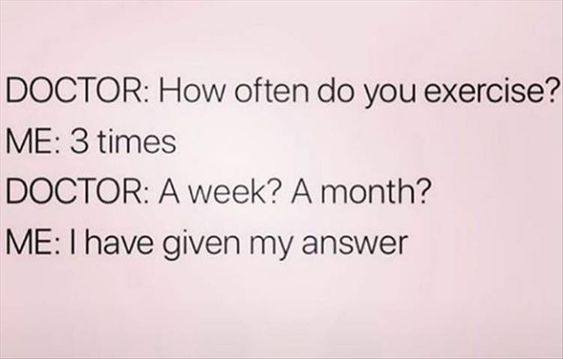 DOCTOR: How often do you exercise?
ME: 3 times
DOCTOR: A week? A month?
ME: I have given my answer